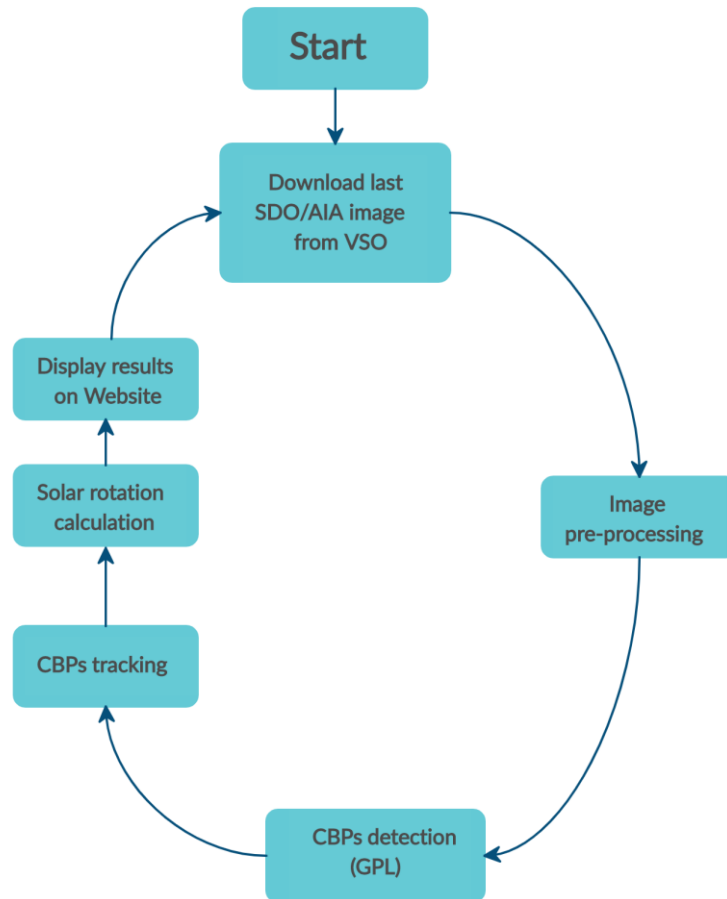 Start
Download last
SDO/AIA image
from VSO
Image
pre-processing
CBPs detection
(GPL)
CBPs tracking
Solar rotation
calculation
Display results
on Website